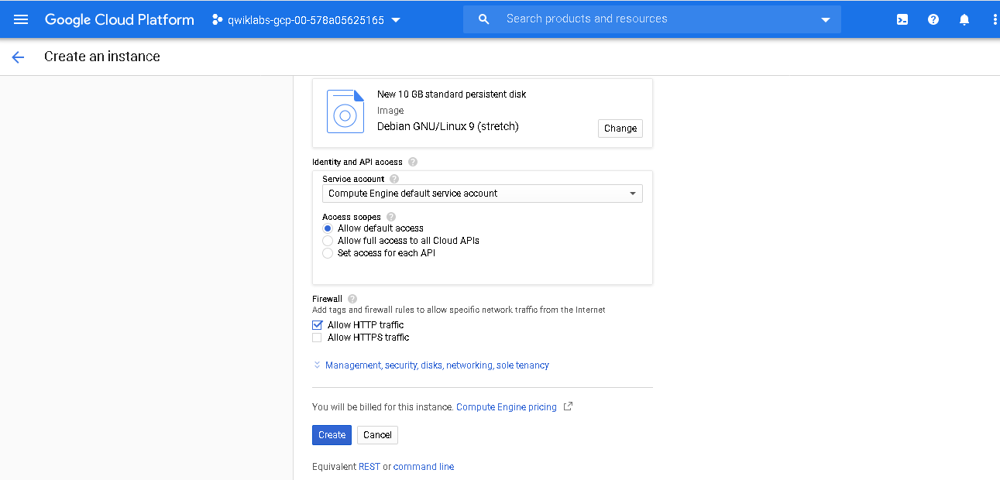 Google Cloud Platform qwiklabs-gcp-00-578a05625165 Search products and resources
Create an instance
New 10 GB standard persistent disk
Image
Debian GNU/Linux 9 (stretch)
Change
Identity and API access
Service account
Compute Engine default service account
Access scopes
Allow default access
Allow full access to all Cloud APIs
Set access for each API
Firewall
Add tags and firewall rules to allow specific network traffic from the Internet
Allow HTTP traffic
Allow HTTPS traffic
Management, security, disks, networking, sole tenancy
You will be billed for this instance. Compute Engine pricing
Create Cancel
Equivalent REST or command line